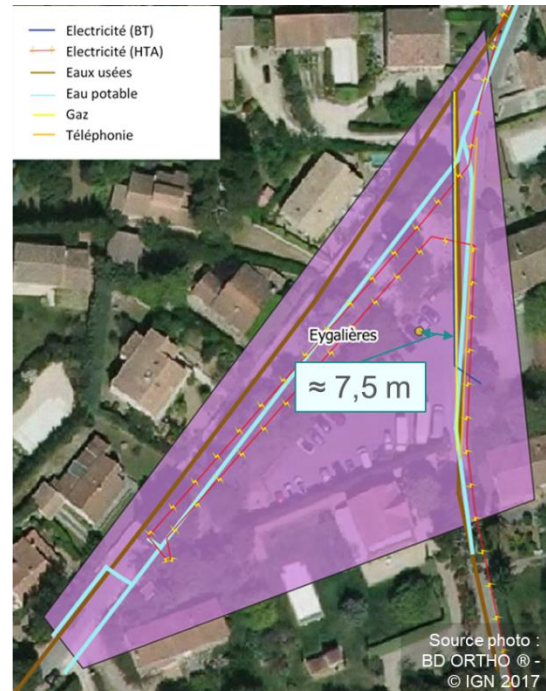 Electricité (BT)
Electricité (HTA)
Eaux usées
Eau potable
Gaz
Téléphonie
Eygalières
≈ 7,5 m
Source photo :
BD ORTHO ® -
© IGN 2017